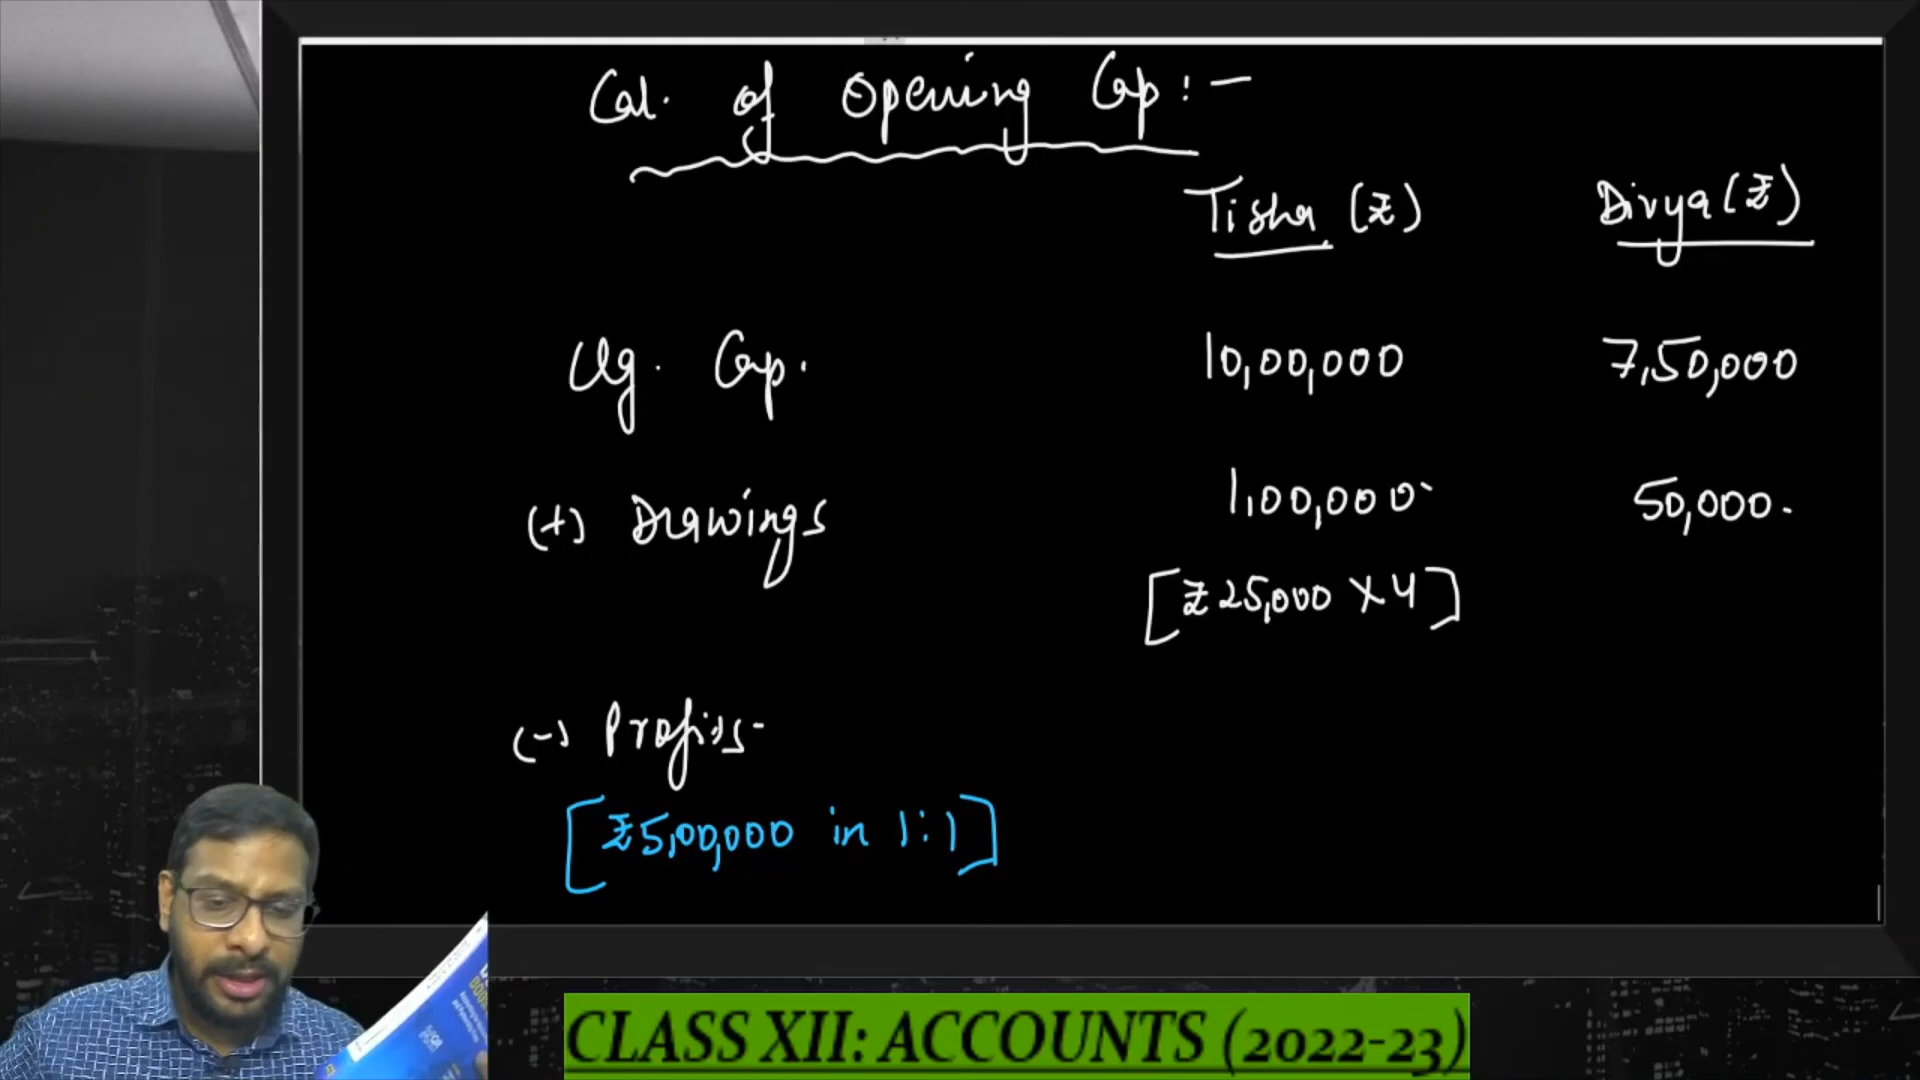 Cal. of Opening Cap:-
Tisha (₹) Divya (₹)
Clg. Cap. 10,00,000 7,50,000
(+) Drawings 1,00,000 50,000.
[₹25,000 X 4]
(-) Profits-
[₹5,00,000 in 1:1]
CLASS XII: ACCOUNTS (2022-23)